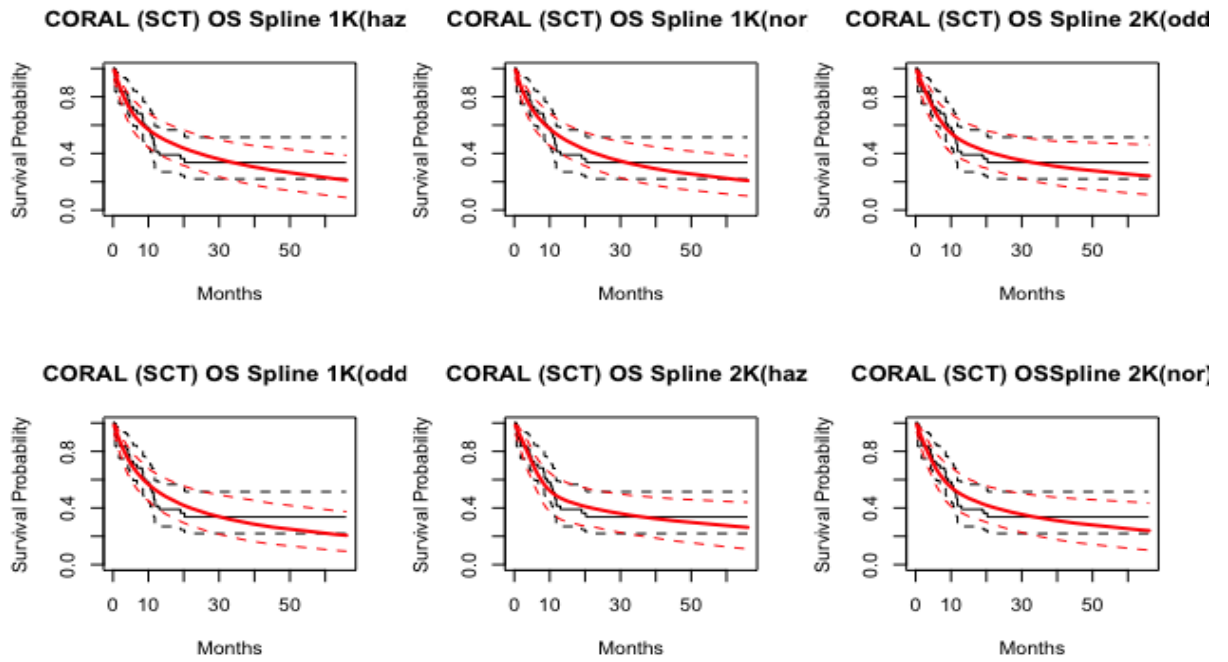 CORAL (SCT) OS Spline 1K(haz
Survival Probability
0.0 0.4 0.8
0 10 30 50
Months
CORAL (SCT) OS Spline 1K(nor
Survival Probability
0.0 0.4 0.8
0 10 30 50
Months
CORAL (SCT) OS Spline 2K(odd
Survival Probability
0.0 0.4 0.8
0 10 30 50
Months
CORAL (SCT) OS Spline 1K(odd
Survival Probability
0.0 0.4 0.8
0 10 30 50
Months
CORAL (SCT) OS Spline 2K(haz
Survival Probability
0.0 0.4 0.8
0 10 30 50
Months
CORAL (SCT) OSSpline 2K(nor)
Survival Probability
0.0 0.4 0.8
0 10 30 50
Months